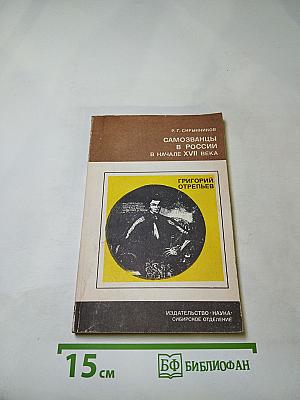 Р. Г. СКРЫННИКОВ
САМОЗВАНЦЫ
В РОССИИ
В НАЧАЛЕ XVII ВЕКА
ГРИГОРИЙ
ОТРЕПЬЕВ
ИЗДАТЕЛЬСТВО ·НАУКА·
СИБИРСКОЕ ОТДЕЛЕНИЕ
15 см
БФ БИБЛИОФАН